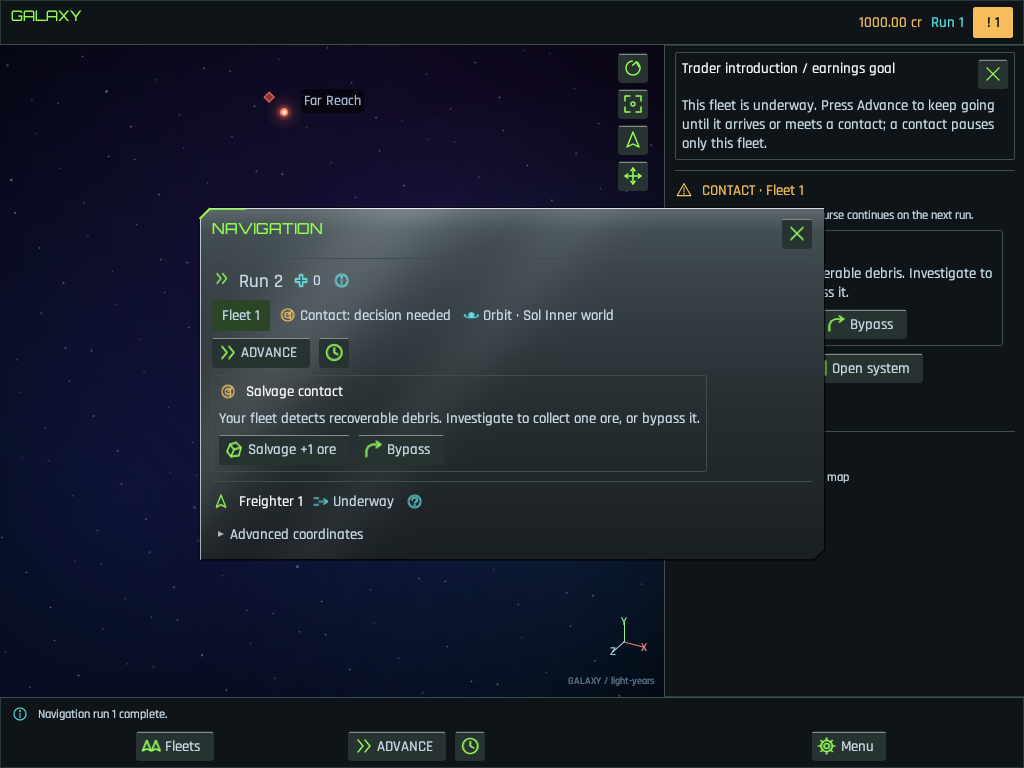 GALAXY
1000.00 cr Run 1 ! 1
Far Reach
Trader introduction / earnings goal
This fleet is underway. Press Advance to keep going
until it arrives or meets a contact; a contact pauses
only this fleet.
CONTACT · Fleet 1
urse continues on the next run.
erable debris. Investigate to
ss it.
Bypass
Open system
map
NAVIGATION
Run 2 0
Fleet 1 Contact: decision needed Orbit · Sol Inner world
ADVANCE
Salvage contact
Your fleet detects recoverable debris. Investigate to collect one ore, or bypass it.
Salvage +1 ore Bypass
Freighter 1 Underway ?
Advanced coordinates
Y
X
Z
GALAXY / light-years
Navigation run 1 complete.
Fleets ADVANCE Menu